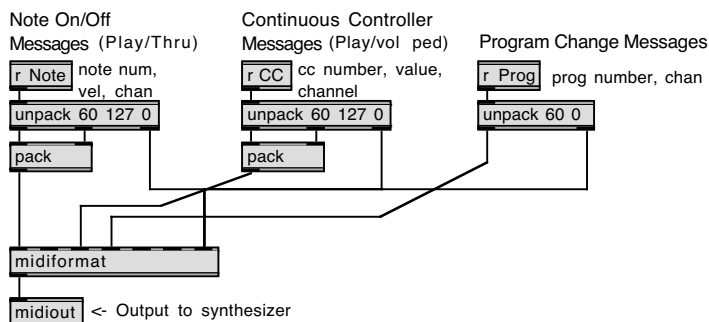 Note On/Off
Messages (Play/Thru)
r Note
note num,
vel, chan
unpack 60 127 0
pack
Continuous Controller
Messages (Play/vol ped)
r CC
cc number, value,
channel
unpack 60 127 0
pack
Program Change Messages
r Prog
prog number, chan
unpack 60 0
midiformat
midiout
<- Output to synthesizer